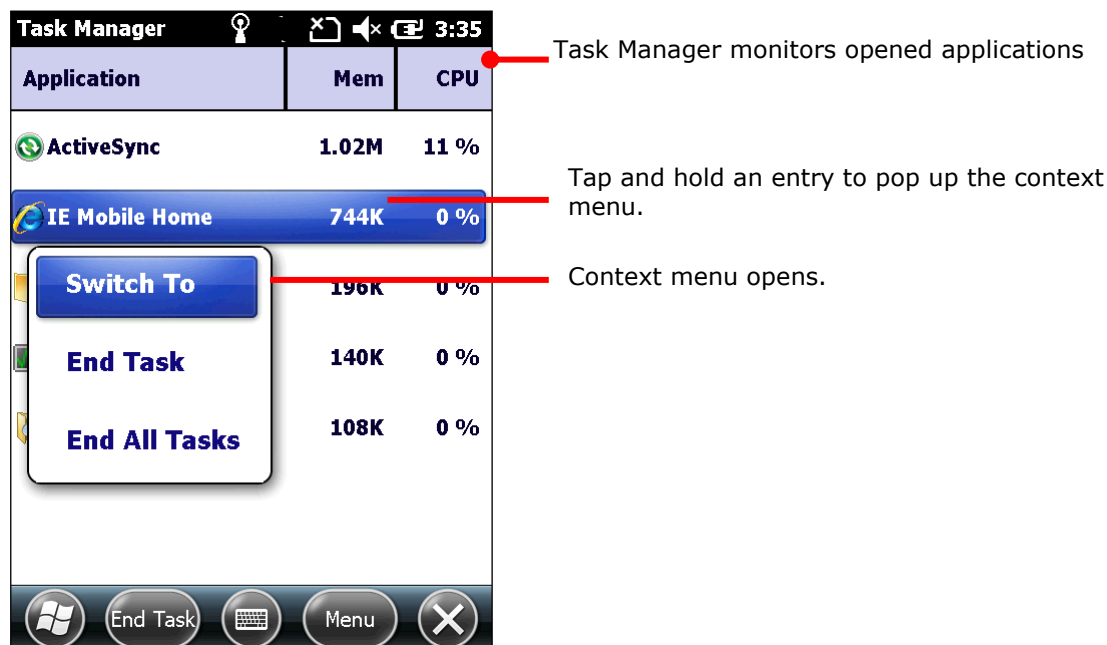 Task Manager 3:35
Task Manager monitors opened applications
Application Mem CPU
ActiveSync 1.02M 11 %
Tap and hold an entry to pop up the context
menu.
IE Mobile Home 744K 0 %
Switch To 196K 0 %
Context menu opens.
End Task 140K 0 %
End All Tasks 108K 0 %
End Task Menu